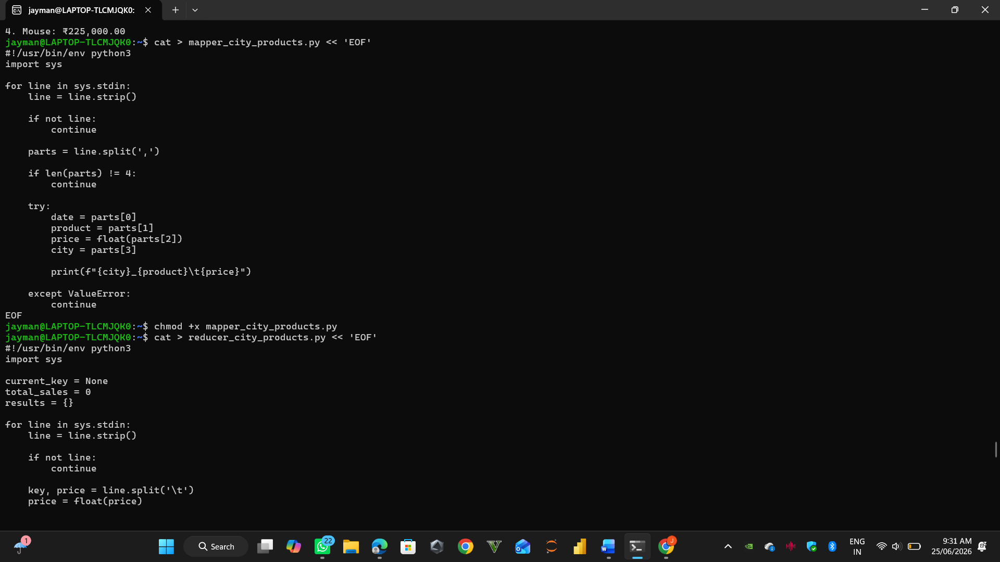 jayman@LAPTOP-TLCMJQK0:
4. Mouse: ₹225,000.00
jayman@LAPTOP-TLCMJQK0:~$ cat > mapper_city_products.py << 'EOF'
#!/usr/bin/env python3
import sys

for line in sys.stdin:
    line = line.strip()

    if not line:
        continue

    parts = line.split(',')

    if len(parts) != 4:
        continue

    try:
        date = parts[0]
        product = parts[1]
        price = float(parts[2])
        city = parts[3]

        print(f"{city}_{product}\t{price}")

    except ValueError:
        continue
EOF
jayman@LAPTOP-TLCMJQK0:~$ chmod +x mapper_city_products.py
jayman@LAPTOP-TLCMJQK0:~$ cat > reducer_city_products.py << 'EOF'
#!/usr/bin/env python3
import sys

current_key = None
total_sales = 0
results = {}

for line in sys.stdin:
    line = line.strip()

    if not line:
        continue

    key, price = line.split('\t')
    price = float(price)
1
Search
22
J
ENG
IN
9:31 AM
25/06/2026